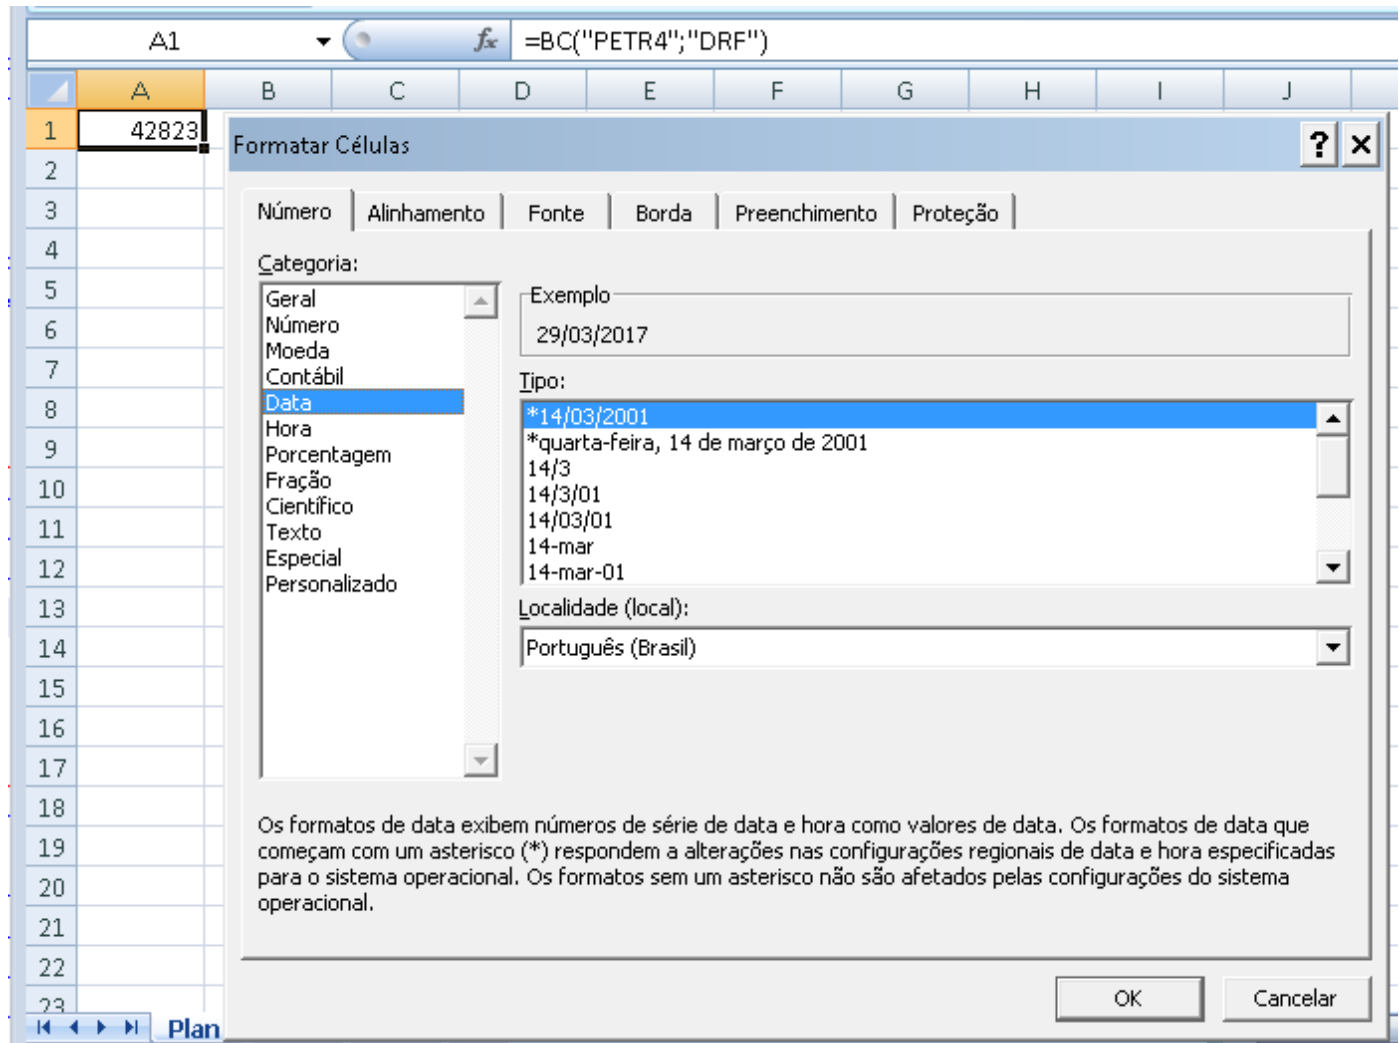 A1
fx
=BC("PETR4";"DRF")
A B C D E F G H I J
1 42823
2
3
4
5
6
7
8
9
10
11
12
13
14
15
16
17
18
19
20
21
22
23
Formatar Células
? ×
Número Alinhamento Fonte Borda Preenchimento Proteção
Categoria:
Geral
Número
Moeda
Contábil
Data
Hora
Porcentagem
Fração
Científico
Texto
Especial
Personalizado
Exemplo
29/03/2017
Tipo:
*14/03/2001
*quarta-feira, 14 de março de 2001
14/3
14/3/01
14/03/01
14-mar
14-mar-01
Localidade (local):
Português (Brasil)
Os formatos de data exibem números de série de data e hora como valores de data. Os formatos de data que
começam com um asterisco (*) respondem a alterações nas configurações regionais de data e hora especificadas
para o sistema operacional. Os formatos sem um asterisco não são afetados pelas configurações do sistema
operacional.
OK Cancelar
Plan